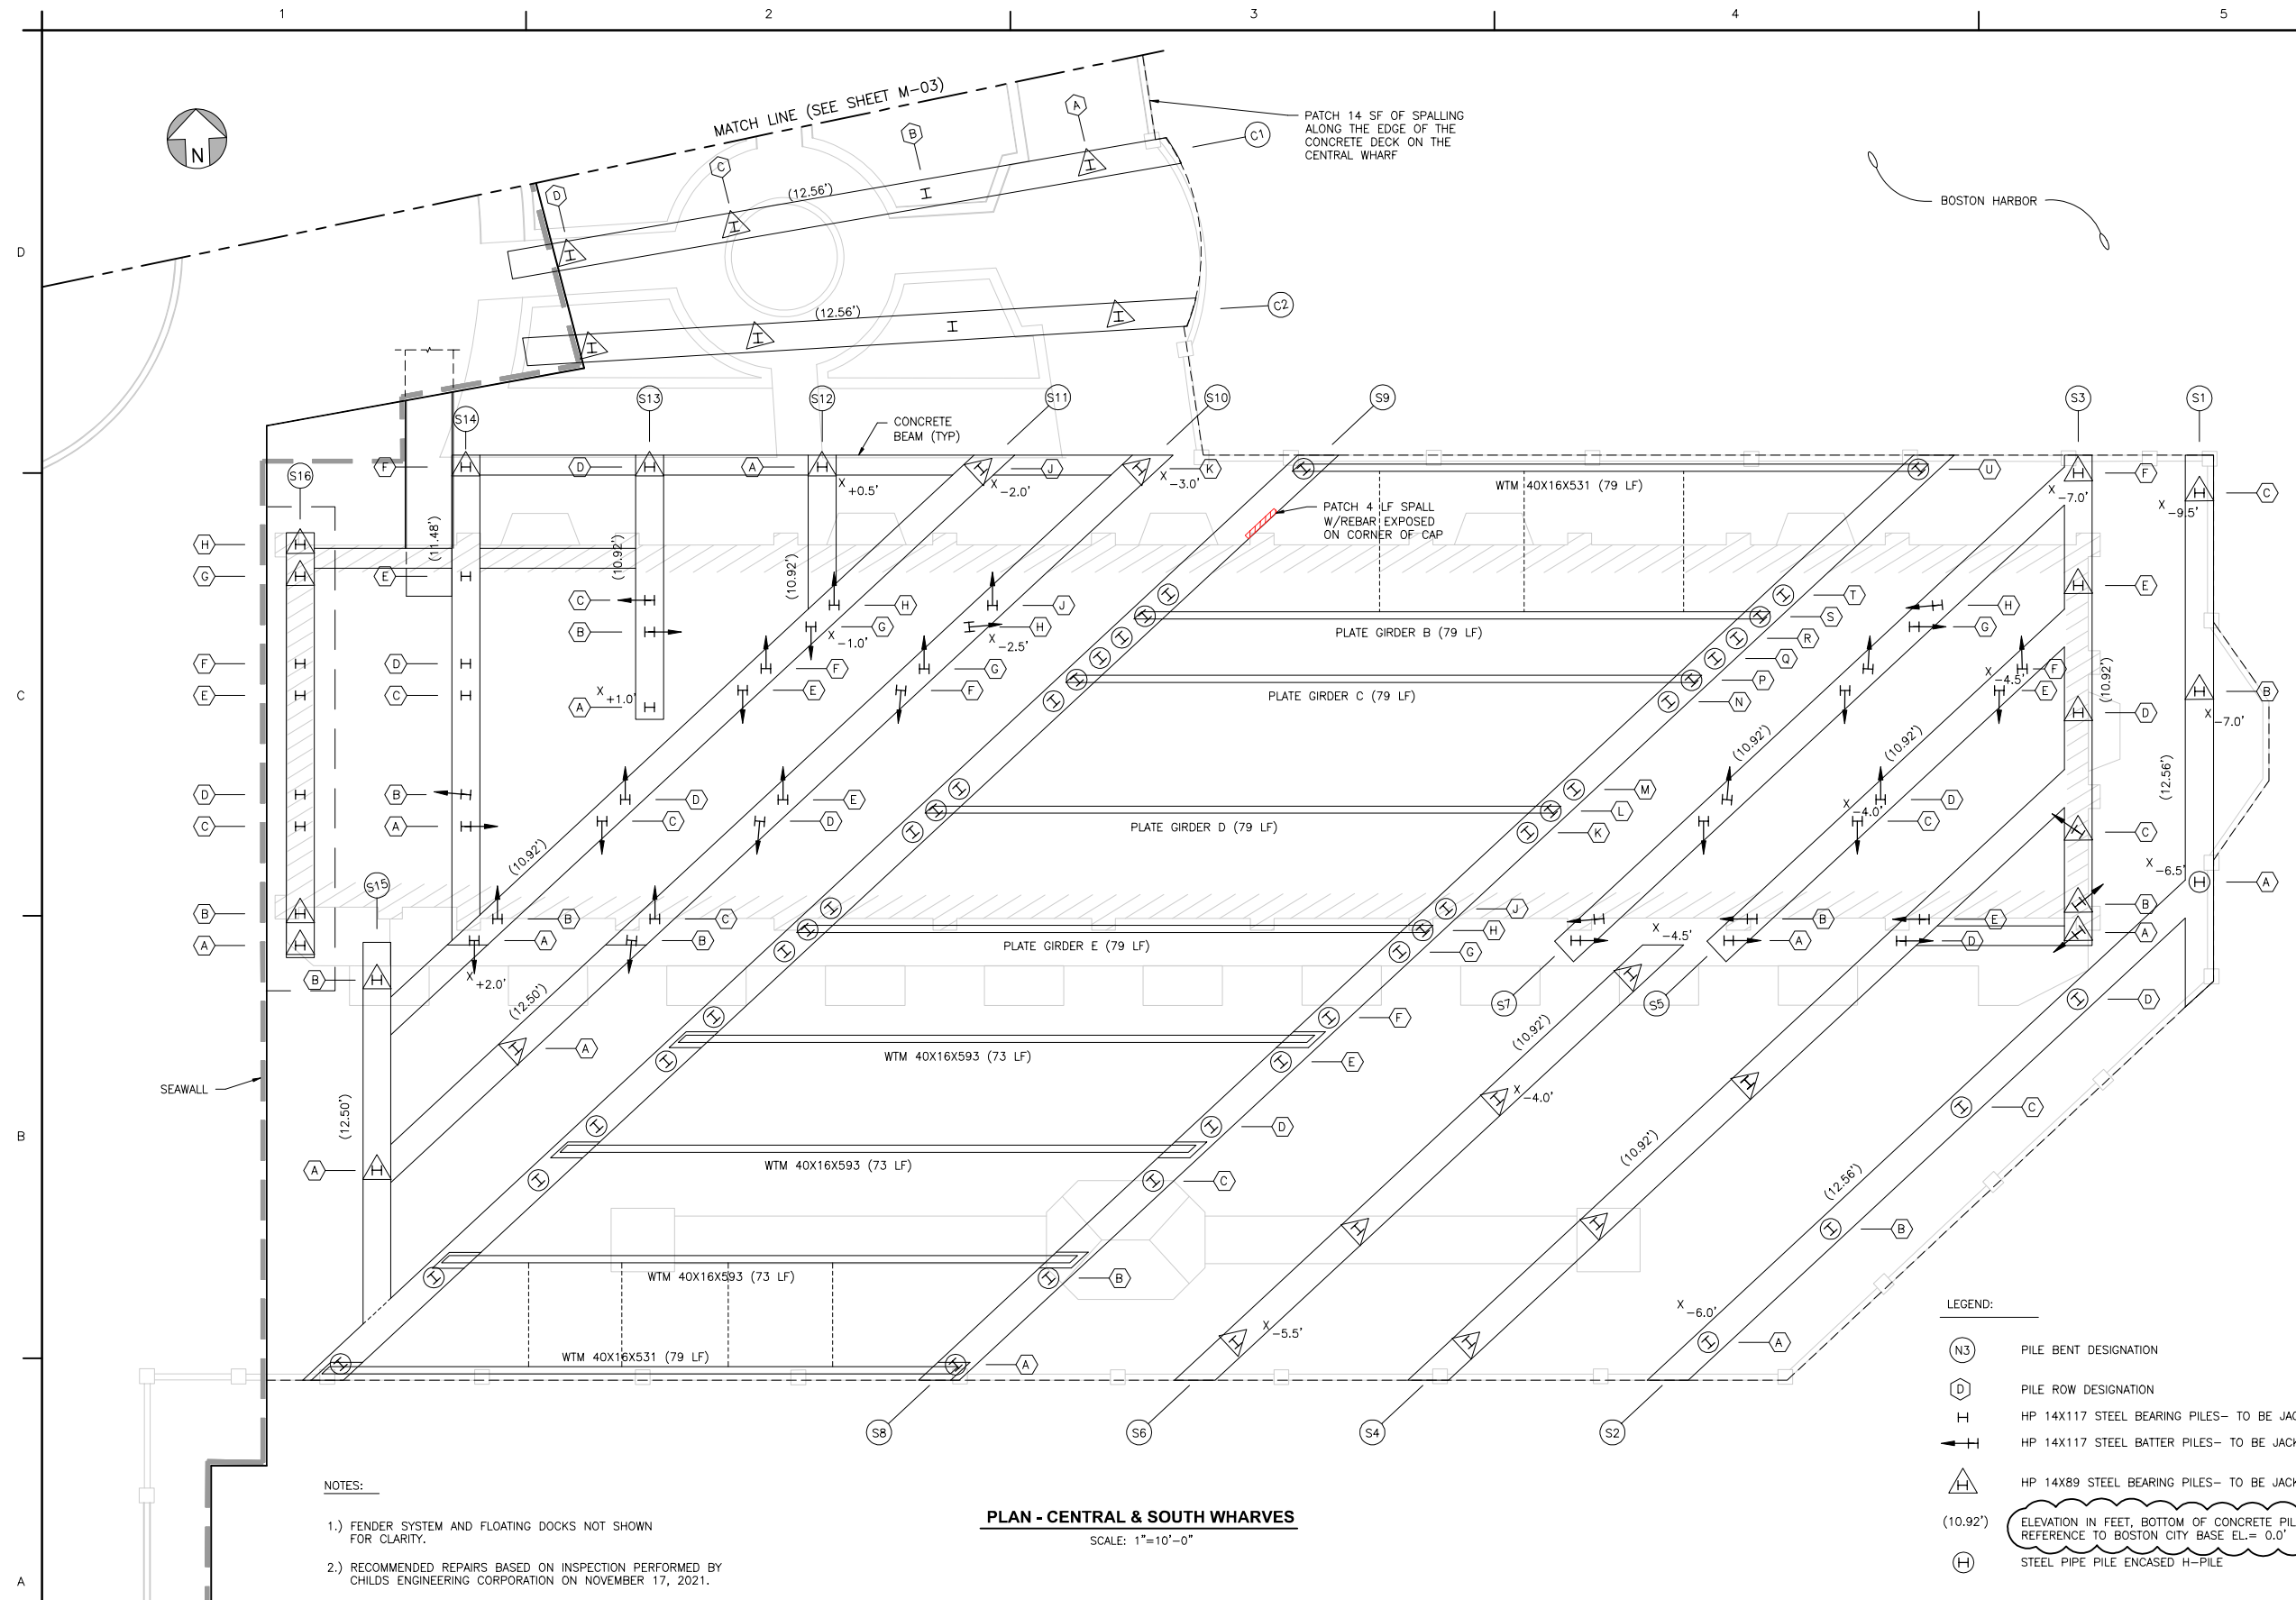 1
2
3
4
5
D
C
B
A
N
MATCH LINE (SEE SHEET M-03)
A
B
C
D
C1
C2
(12.56')
(12.56')
PATCH 14 SF OF SPALLING
ALONG THE EDGE OF THE
CONCRETE DECK ON THE
CENTRAL WHARF
BOSTON HARBOR
S14
S13
S12
S11
S10
S9
S3
S1
CONCRETE
BEAM (TYP)
F
D
A
J
K
U
F
C
S16
X +0.5'
X -2.0'
X -3.0'
X -7.0'
X -9.5'
WTM 40X16X531 (79 LF)
PATCH 4 LF SPALL
W/REBAR EXPOSED
ON CORNER OF CAP
(11.48')
(10.92')
(10.92')
H
G
E
C
B
H
G
J
H
T
S
R
Q
P
N
H
G
E
X -1.0'
X -2.5'
PLATE GIRDER B (79 LF)
F
E
D
C
F
E
G
F
F
E
X -4.5'
(10.92')
B
X -7.0'
A
X +1.0'
PLATE GIRDER C (79 LF)
D
(10.92')
(10.92')
(12.56')
D
C
B
A
D
C
E
D
M
L
K
D
C
X -4.0'
C
PLATE GIRDER D (79 LF)
(10.92')
S15
X -6.5'
A
B
A
B
A
C
B
J
H
G
B
A
E
D
B
A
PLATE GIRDER E (79 LF)
X -4.5'
X +2.0'
B
(12.50')
S7
S5
D
F
E
A
(10.92')
WTM 40X16X593 (73 LF)
SEAWALL
X -4.0'
(12.50')
D
C
C
A
(10.92')
(12.56')
WTM 40X16X593 (73 LF)
B
B
WTM 40X16X593 (73 LF)
X -5.5'
X -6.0'
A
A
WTM 40X16X531 (79 LF)
S8
S6
S4
S2
LEGEND:
N3 PILE BENT DESIGNATION
D PILE ROW DESIGNATION
H HP 14X117 STEEL BEARING PILES- TO BE JAC
H HP 14X117 STEEL BATTER PILES- TO BE JACK
H HP 14X89 STEEL BEARING PILES- TO BE JACK
(10.92') ELEVATION IN FEET, BOTTOM OF CONCRETE PIL
REFERENCE TO BOSTON CITY BASE EL.= 0.0'
H STEEL PIPE PILE ENCASED H-PILE
NOTES:
1.) FENDER SYSTEM AND FLOATING DOCKS NOT SHOWN
FOR CLARITY.
2.) RECOMMENDED REPAIRS BASED ON INSPECTION PERFORMED BY
CHILDS ENGINEERING CORPORATION ON NOVEMBER 17, 2021.
PLAN - CENTRAL & SOUTH WHARVES
SCALE: 1"=10'-0"